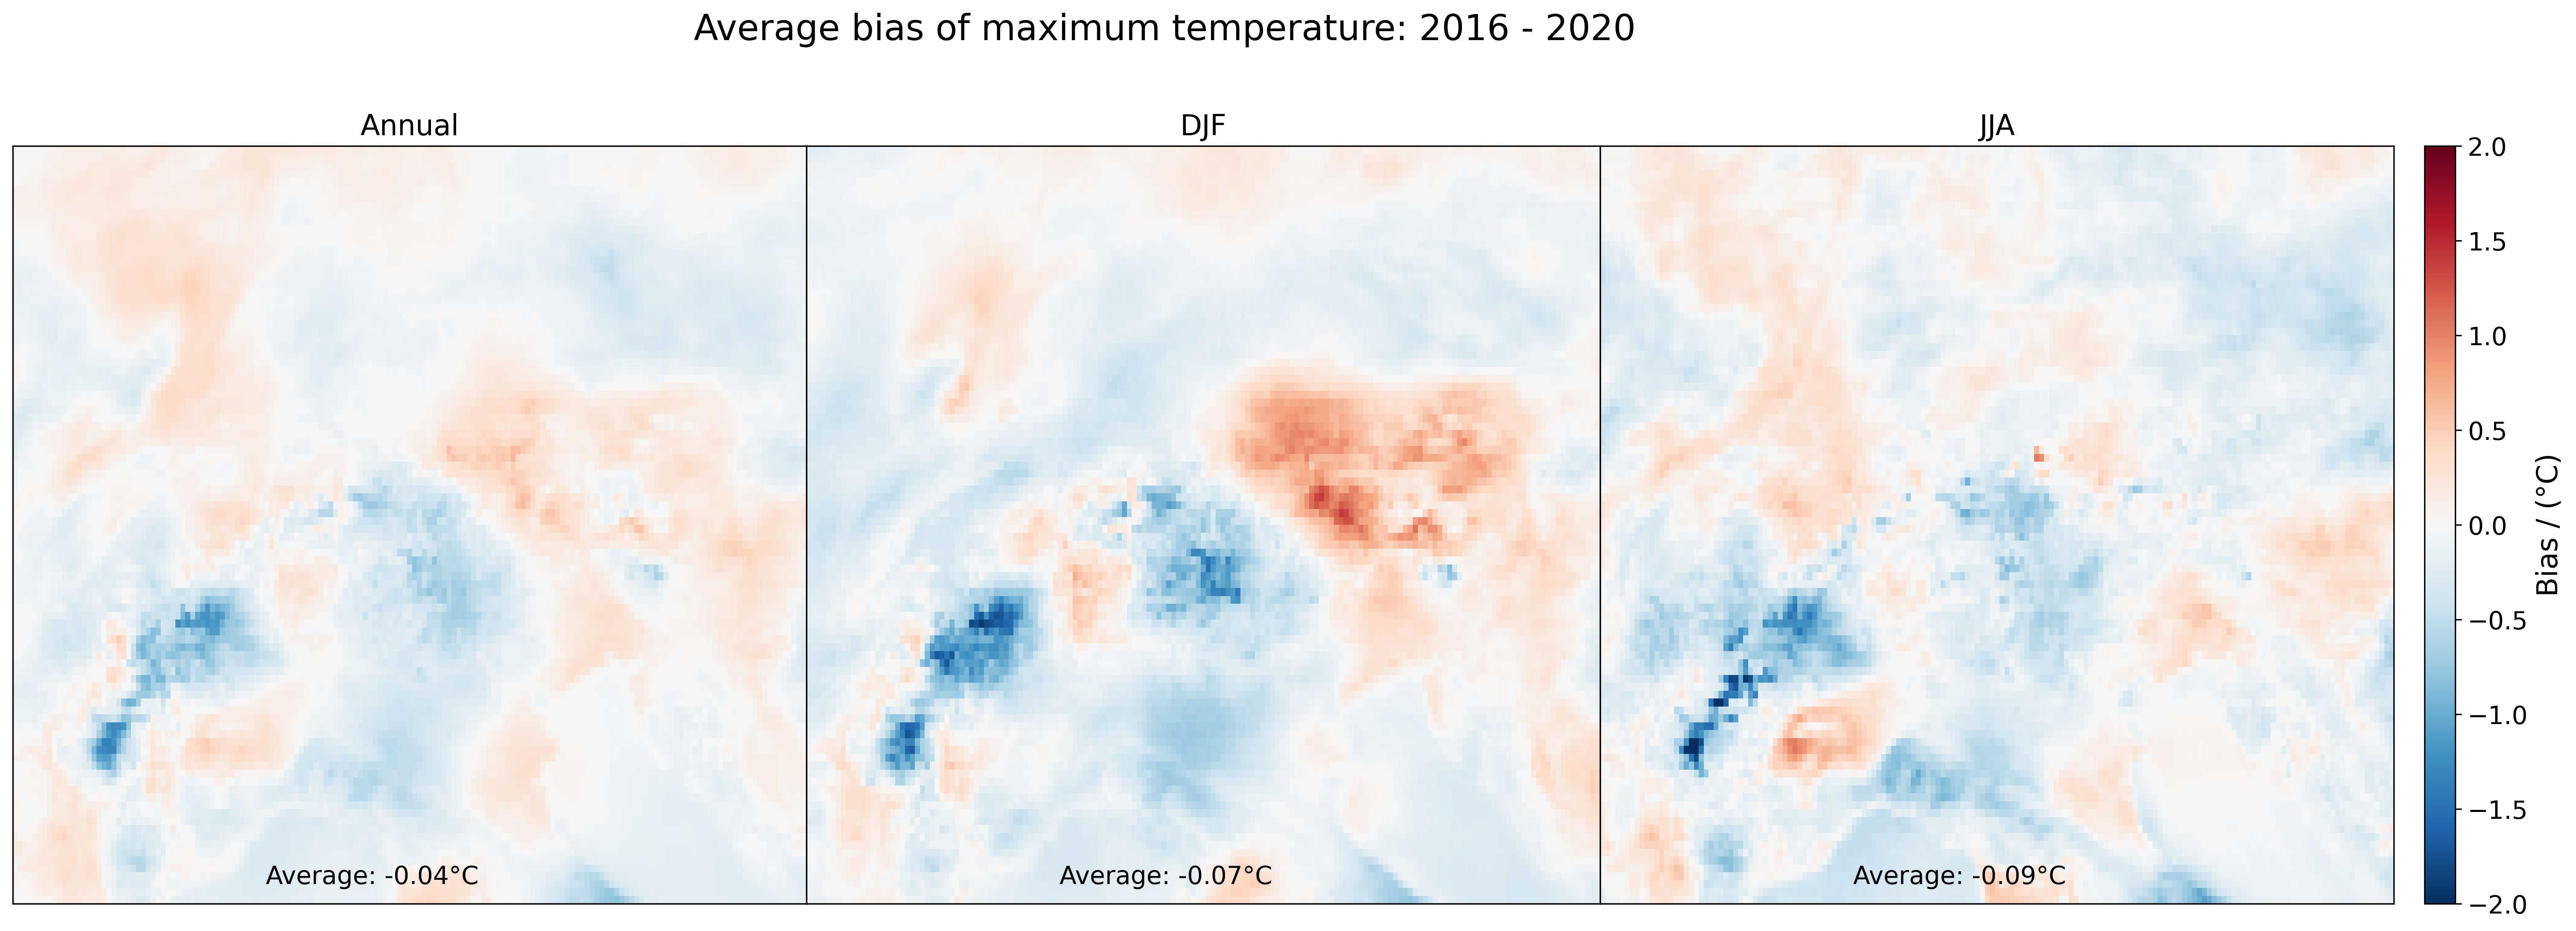 Average bias of maximum temperature: 2016 - 2020
Annual
DJF
JJA
Average: -0.04°C
Average: -0.07°C
Average: -0.09°C
2.0
1.5
1.0
0.5
0.0
−0.5
−1.0
−1.5
−2.0
Bias / (°C)